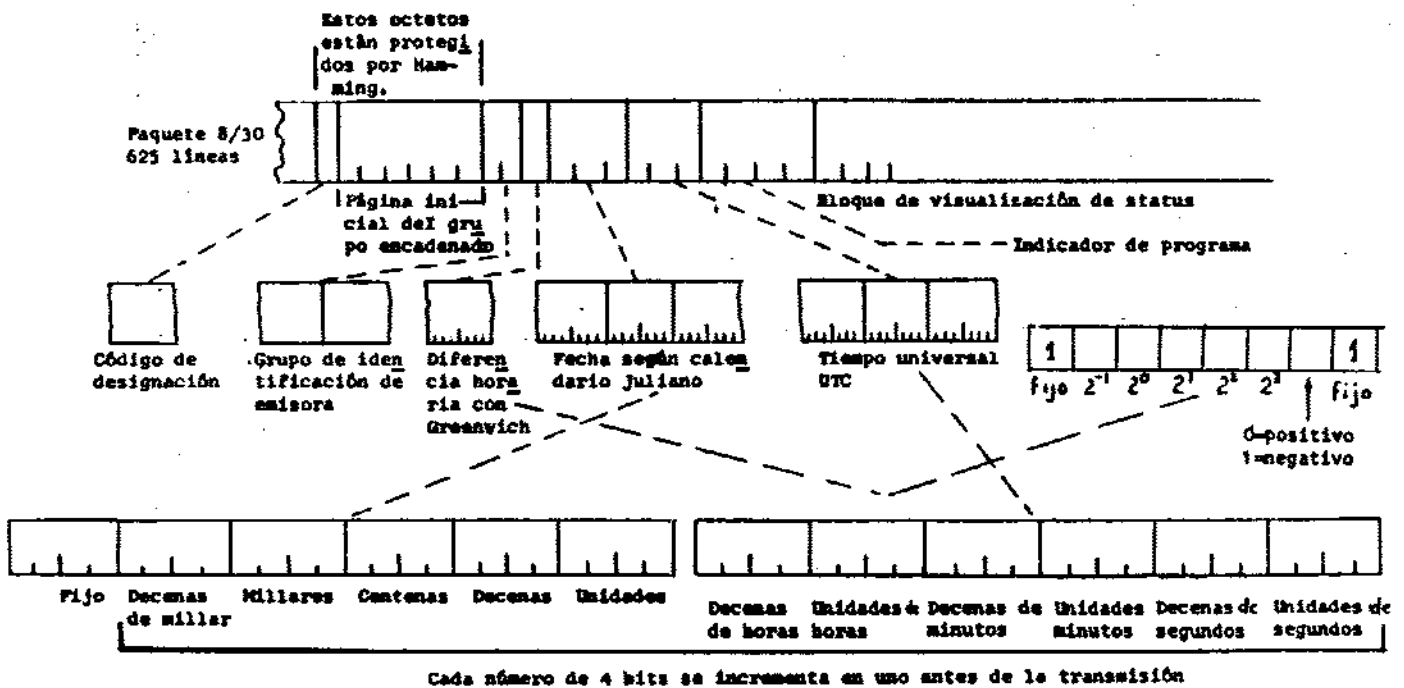 Estos octetos
están protegi
dos por Ham-
ming.
Paquete 8/30
625 líneas
Página ini-
cial del gru
po encadenado
Bloque de visualización de status
Indicador de programa
Código de
designación
Grupo de iden
tificación de
emisora
Diferen
cia hora
ria con
Greenwich
Fecha según calen
dario Juliano
Tiempo universal
UTC
1 1
fijo 2⁻¹ 2⁰ 2¹ 2² 2³ fijo
0=positivo
1=negativo
Fijo Decenas de millar Millares Centenas Decenas Unidades
Decenas de horas Unidades de horas Decenas de minutos Unidades minutos Decenas de segundos Unidades de segundos
Cada número de 4 bits se incrementa en uno antes de la transmisión